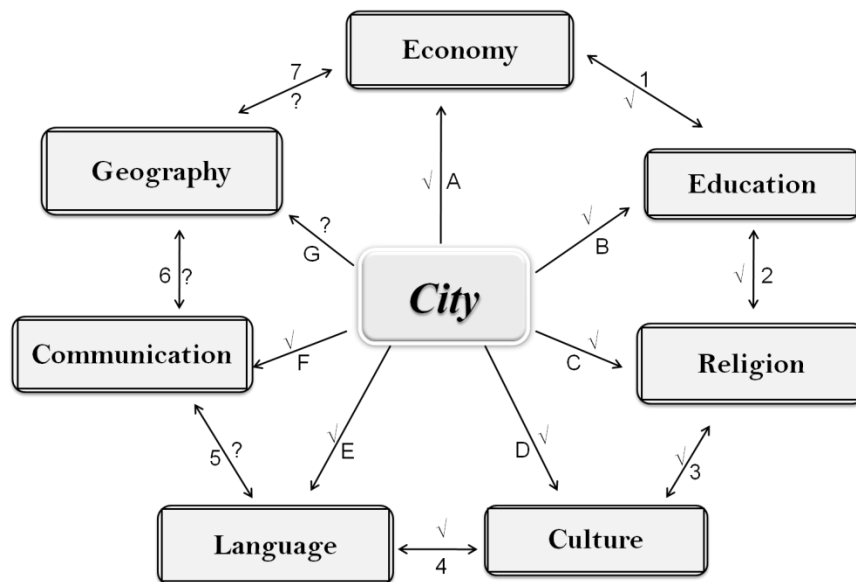 Economy
7
?
1
√
Geography
√
A
Education
√
B
?
G
6
?
City
√
2
Communication
√
F
√
C
Religion
5
?
√
E
D
√
√
3
Language
√
4
Culture